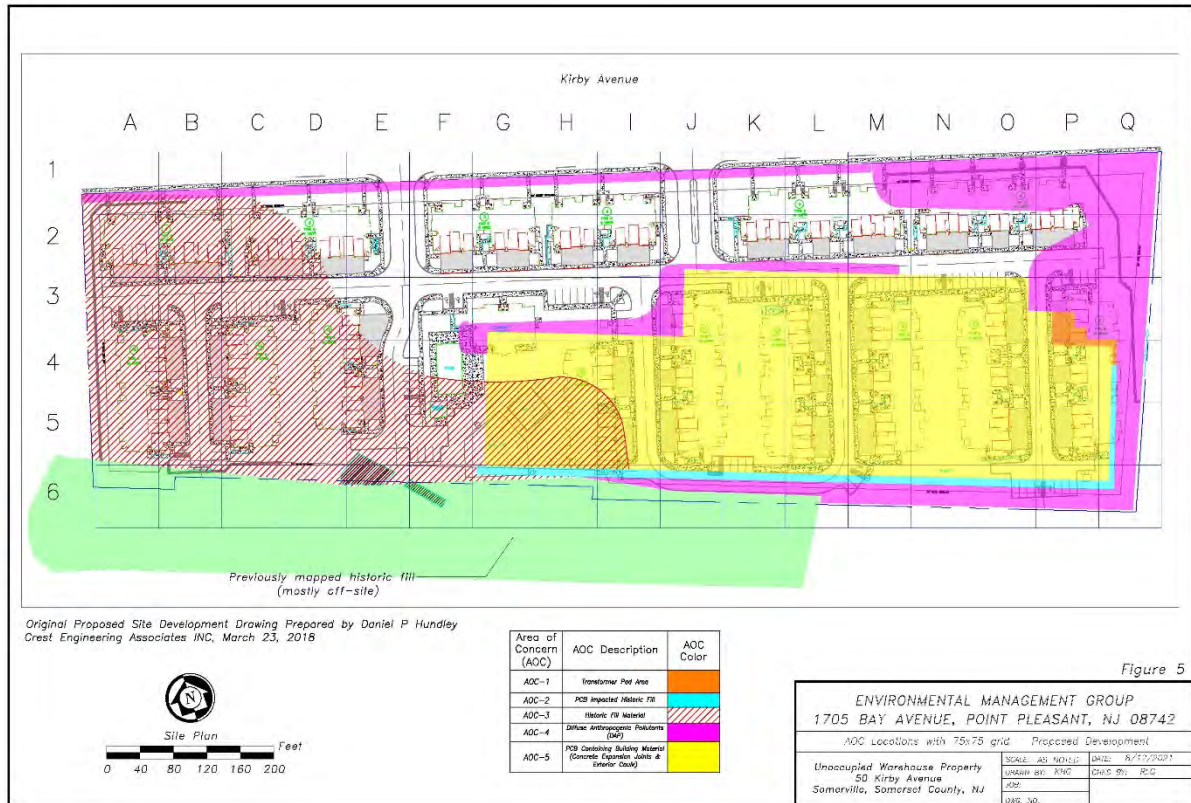 Kirby Avenue
A B C D E F G H I J K L M N O P Q
1
2
3
4
5
6
Previously mapped historic fill
(mostly off-site)
Original Proposed Site Development Drawing Prepared by Daniel P Hundley
Crest Engineering Associates INC, March 23, 2018
N
Site Plan
Feet
0 40 80 120 160 200
Area of Concern (AOC) AOC Description AOC Color
AOC-1 Transformer Pad Area
AOC-2 PCB Impacted Historic Fill
AOC-3 Historic Fill Material
AOC-4 Diffuse Anthropogenic Pollutants (DAP)
AOC-5 PCB Containing Building Material (Concrete Expansion Joints & Exterior Caulk)
Figure 5
ENVIRONMENTAL MANAGEMENT GROUP
1705 BAY AVENUE, POINT PLEASANT, NJ 08742
AOC Locations with 75x75 grid Proposed Development
Unoccupied Warehouse Property
50 Kirby Avenue
Somerville, Somerset County, NJ
SCALE: AS NOTED DATE: 8/12/2021
DRAWN BY: KHC CHKD BY:
JOB:
DWG. NO.